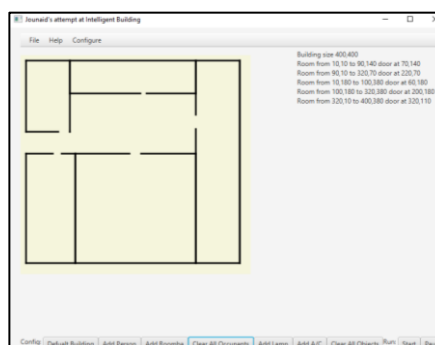 Jounaid's attempt at Intelligent Building
File Help Configure
Building size 400,400
Room from 10,10 to 90,140 door at 70,140
Room from 90,10 to 320,70 door at 220,70
Room from 10,180 to 100,380 door at 60,180
Room from 100,180 to 320,380 door at 200,180
Room from 320,10 to 400,380 door at 320,110
Config Defualt Building Add Person Add Roomba Clear All Occupents Add Lamp Add A/C Clear All Objects Run Start